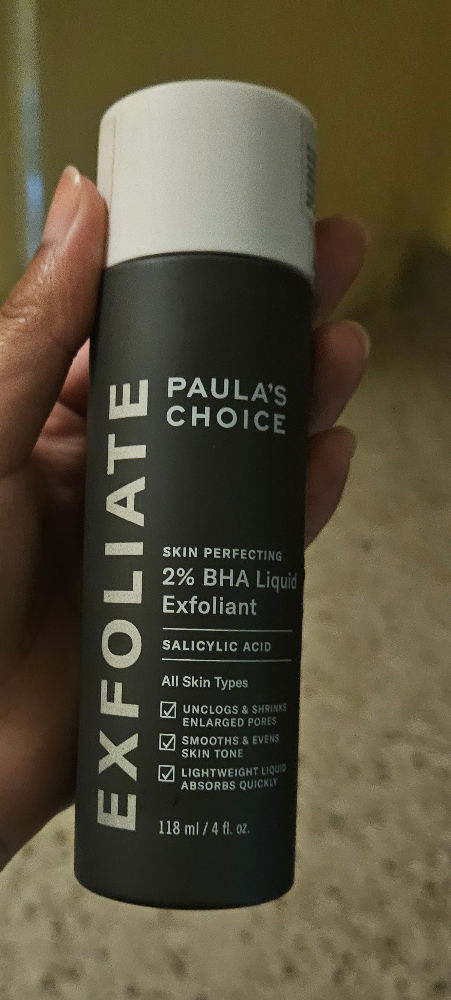 EXFOLIATE
PAULA'S
CHOICE
SKIN PERFECTING
2% BHA Liquid
Exfoliant
SALICYLIC ACID
All Skin Types
UNCLOGS & SHRINKS
ENLARGED PORES
SMOOTHS & EVENS
SKIN TONE
LIGHTWEIGHT LIQUID
ABSORBS QUICKLY
118 ml / 4 fl. oz.